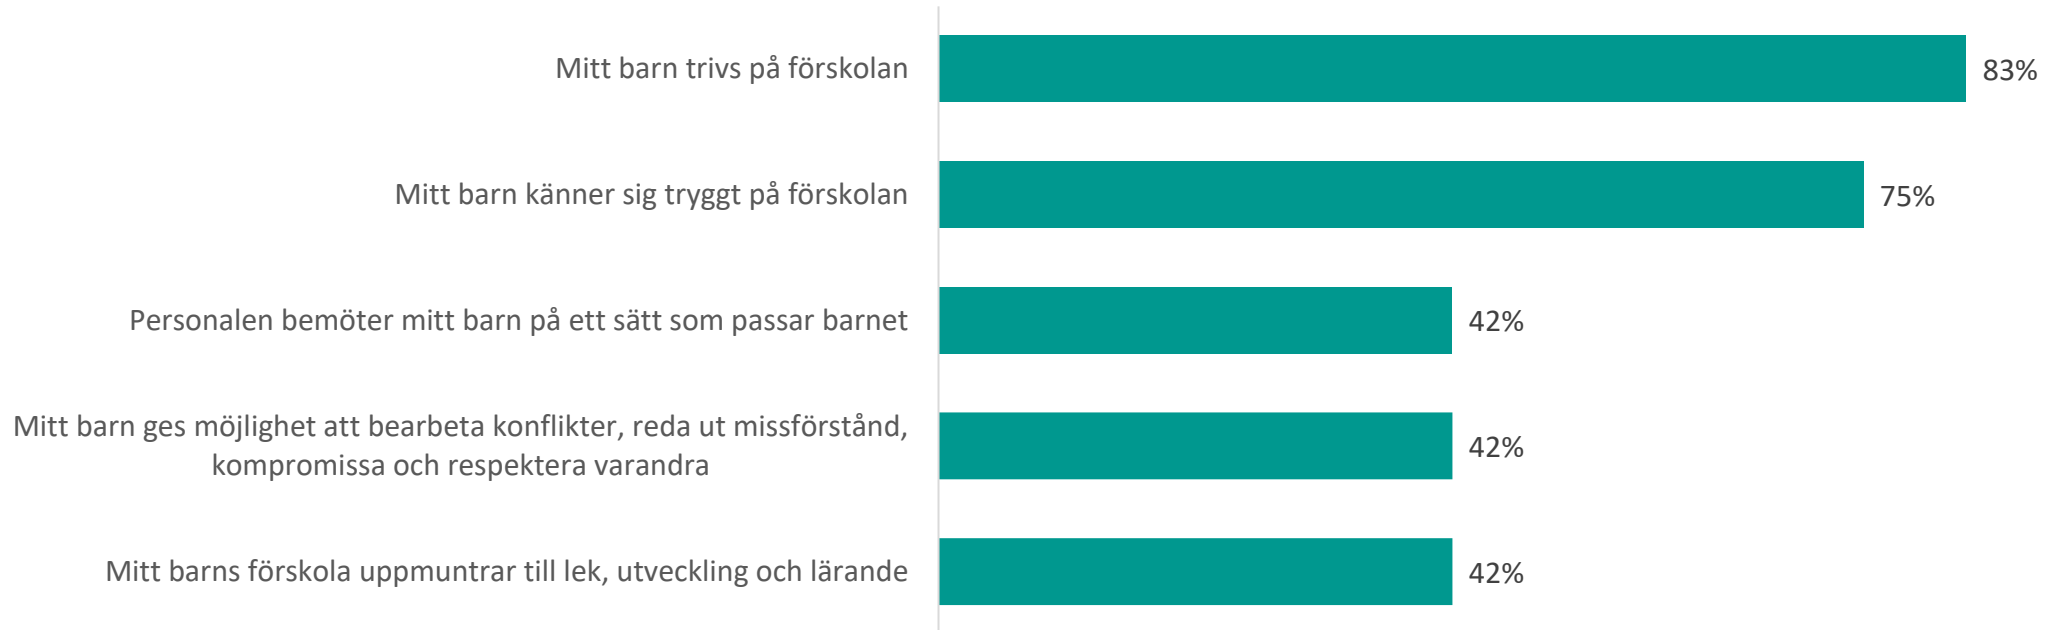 Mitt barn trivs på förskolan
83%
Mitt barn känner sig tryggt på förskolan
75%
Personalen bemöter mitt barn på ett sätt som passar barnet
42%
Mitt barn ges möjlighet att bearbeta konflikter, reda ut missförstånd,
kompromissa och respektera varandra
42%
Mitt barns förskola uppmuntrar till lek, utveckling och lärande
42%